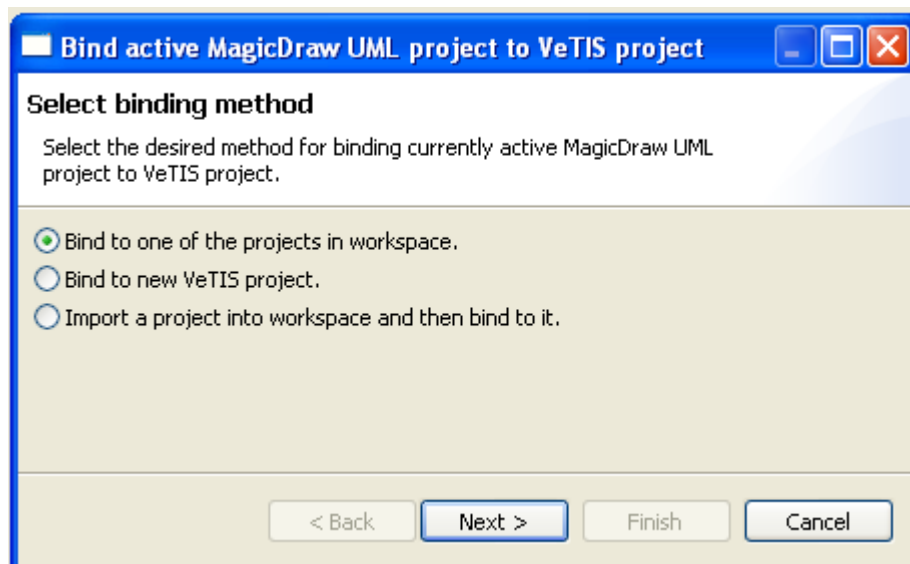 Bind active MagicDraw UML project to VeTIS project
Select binding method
Select the desired method for binding currently active MagicDraw UML
project to VeTIS project.
Bind to one of the projects in workspace.
Bind to new VeTIS project.
Import a project into workspace and then bind to it.
< Back Next > Finish Cancel